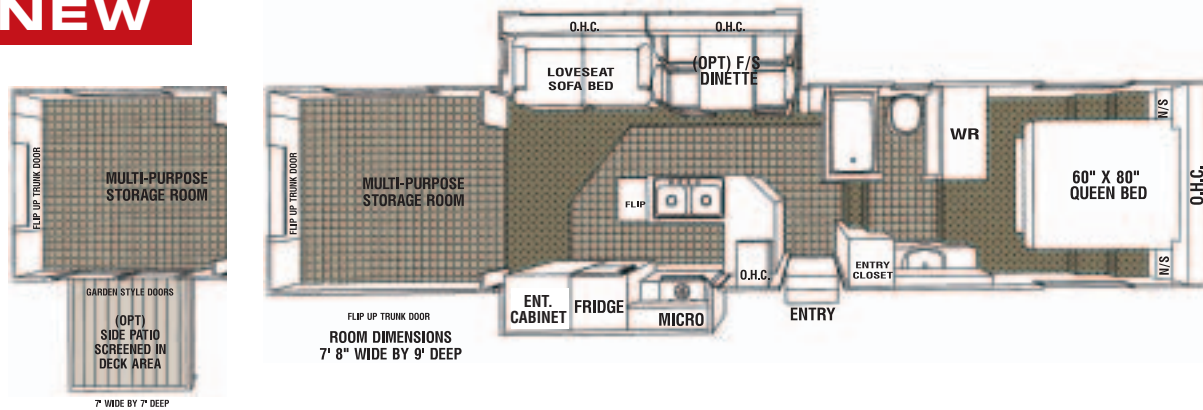 NEW
FLIP UP TRUNK DOOR
MULTI-PURPOSE
STORAGE ROOM
GARDEN STYLE DOORS
(OPT)
SIDE PATIO
SCREENED IN
DECK AREA
7' WIDE BY 7' DEEP
FLIP UP TRUNK DOOR
MULTI-PURPOSE
STORAGE ROOM
FLIP UP TRUNK DOOR
ROOM DIMENSIONS
7' 8" WIDE BY 9' DEEP
O.H.C.
O.H.C.
LOVESEAT
SOFA BED
(OPT) F/S
DINETTE
FLIP
ENT.
CABINET
FRIDGE
MICRO
O.H.C.
ENTRY
ENTRY
CLOSET
WR
60" X 80"
QUEEN BED
N/S
N/S
O.H.C.